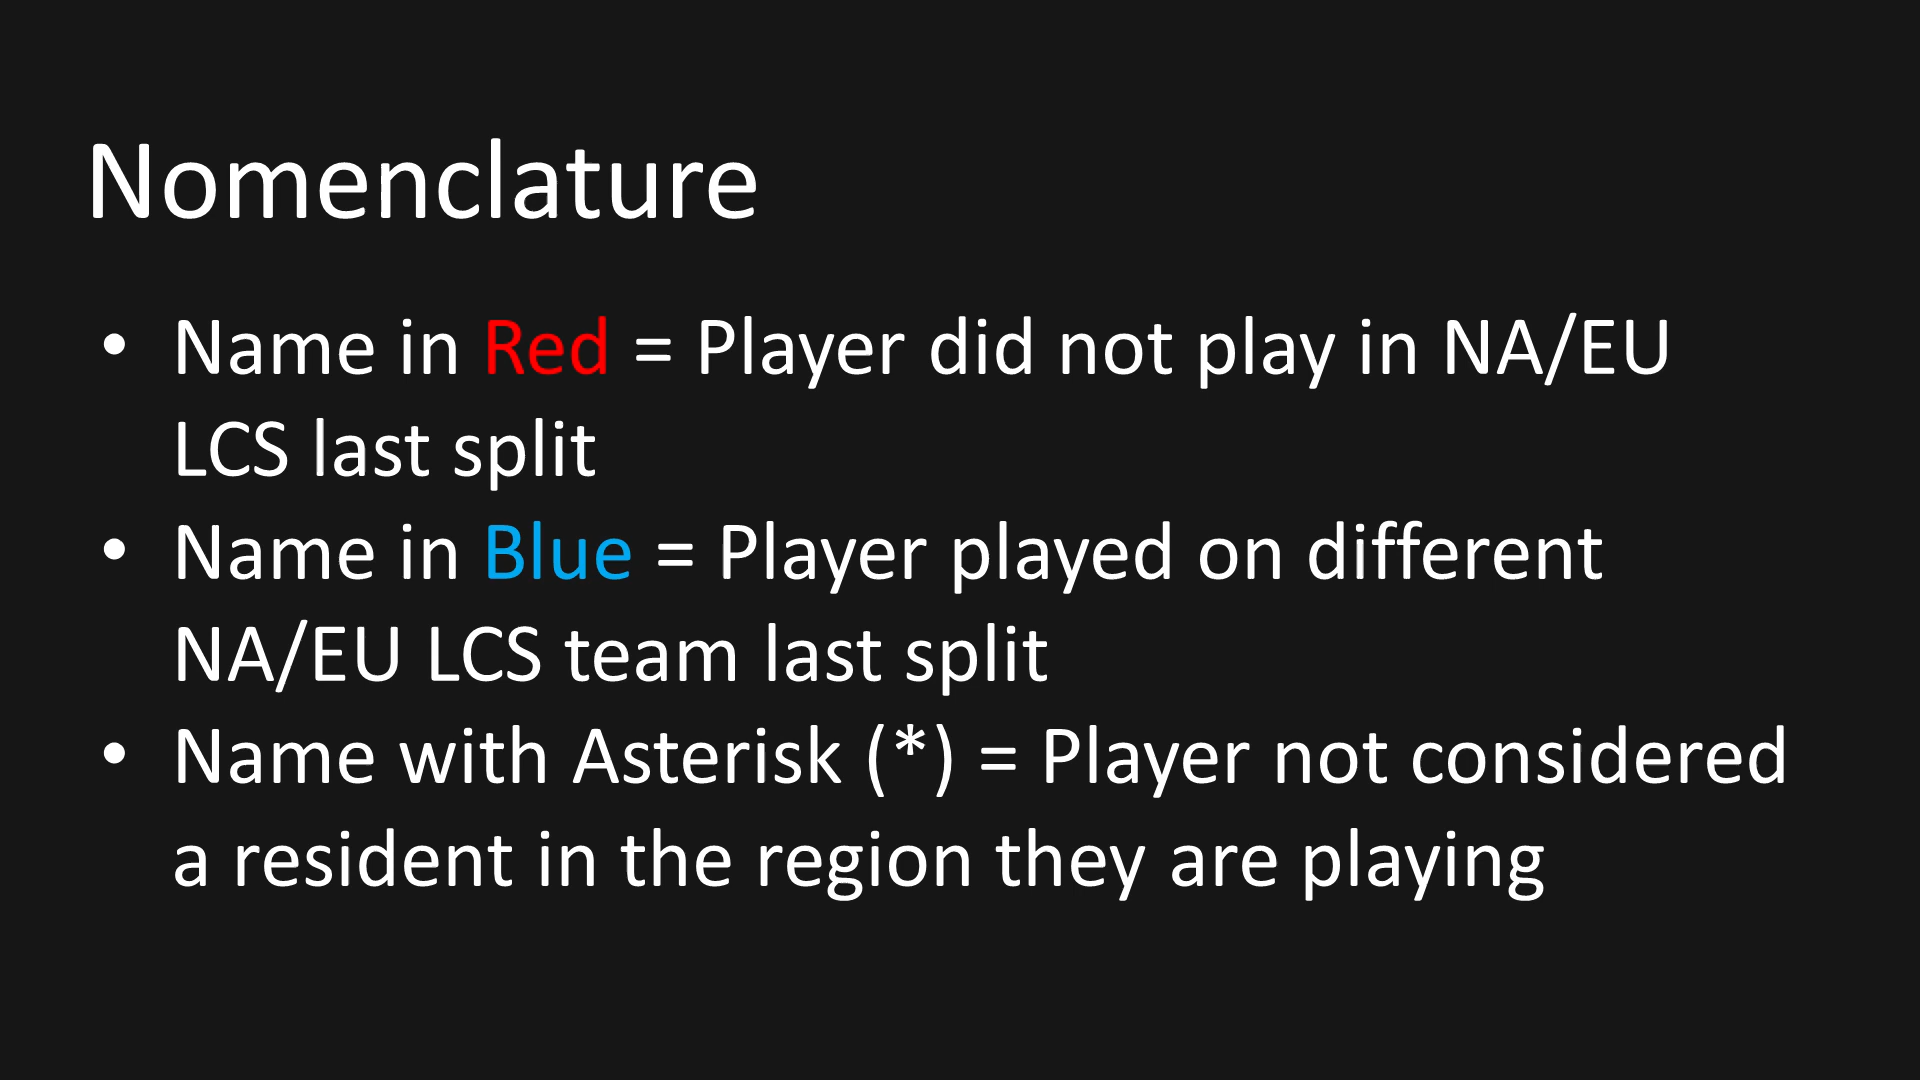 Nomenclature
• Name in Red = Player did not play in NA/EU
LCS last split
• Name in Blue = Player played on different
NA/EU LCS team last split
• Name with Asterisk (*) = Player not considered
a resident in the region they are playing